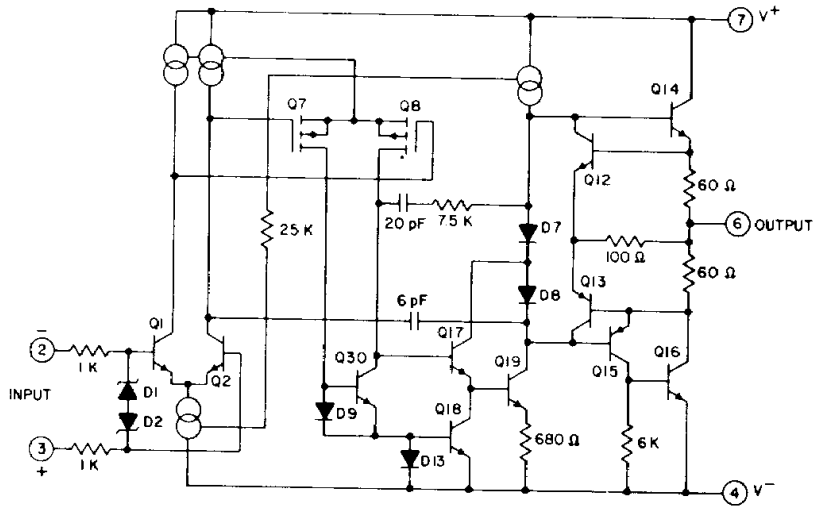 7 V+
Q14
Q7
Q8
Q12
60 Ω
25 K
20 pF
7.5 K
D7
6 OUTPUT
100 Ω
60 Ω
D8
Q13
6 pF
Q1
Q17
Q19
2 −
1 K
Q2
Q30
Q15
Q16
INPUT
D1
D9
Q18
D2
680 Ω
6 K
3 +
1 K
D13
4 V−